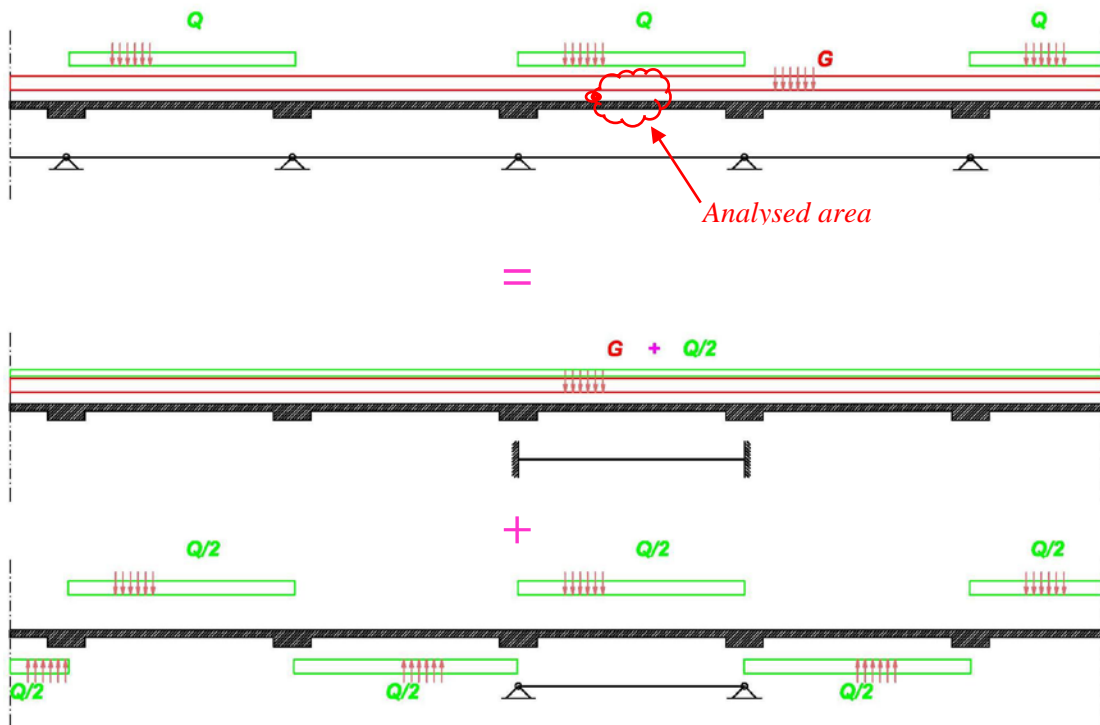 Q Q Q
G
Analysed area
=
G + Q/2
+
Q/2 Q/2 Q/2
Q/2 Q/2 Q/2